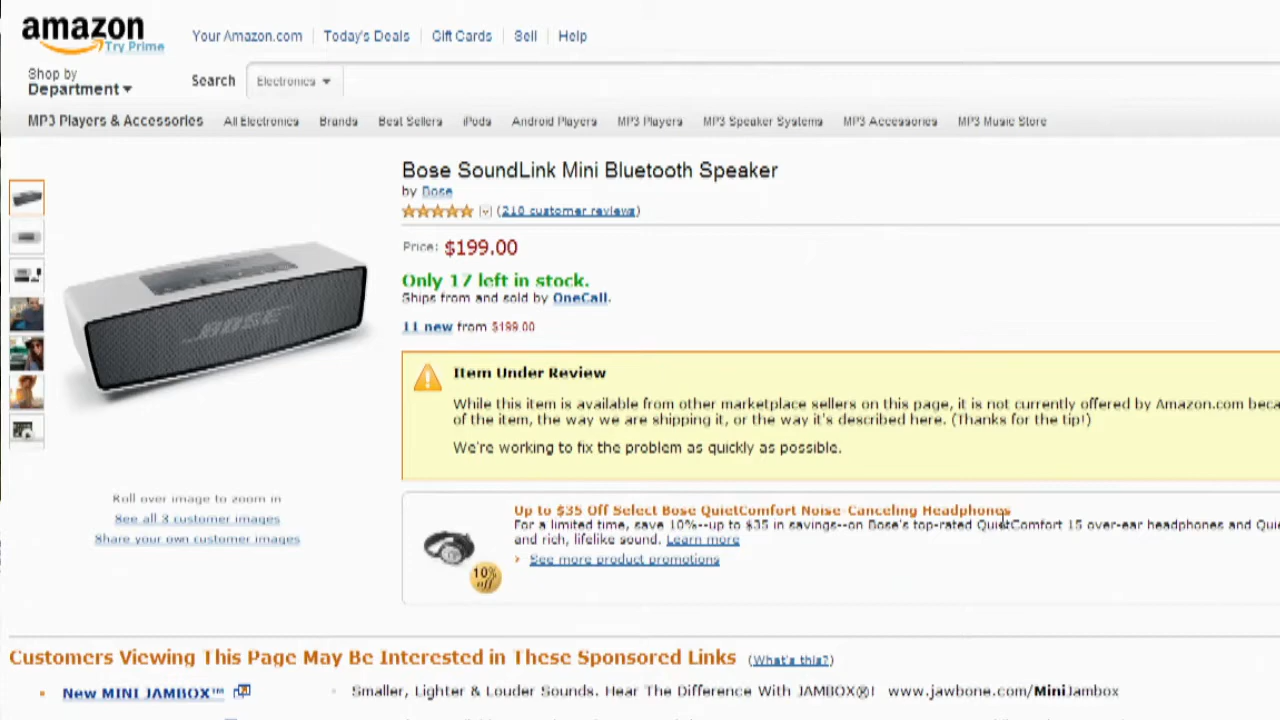 amazon
Try Prime
Your Amazon.com | Today's Deals | Gift Cards | Sell | Help
Shop by
Department
Search Electronics
MP3 Players & Accessories All Electronics Brands Best Sellers iPods Android Players MP3 Players MP3 Speaker Systems MP3 Accessories MP3 Music Store
Bose SoundLink Mini Bluetooth Speaker
by Bose
(210 customer reviews)
Price: $199.00
Only 17 left in stock.
Ships from and sold by OneCall.
11 new from $199.00
BOSE
Item Under Review
While this item is available from other marketplace sellers on this page, it is not currently offered by Amazon.com beca
of the item, the way we are shipping it, or the way it's described here. (Thanks for the tip!)
We're working to fix the problem as quickly as possible.
Roll over image to zoom in
See all 3 customer images
Share your own customer images
Up to $35 Off Select Bose QuietComfort Noise-Canceling Headphones
For a limited time, save 10%--up to $35 in savings--on Bose's top-rated QuietComfort 15 over-ear headphones and Quie
and rich, lifelike sound. Learn more
› See more product promotions
10%
off
Customers Viewing This Page May Be Interested in These Sponsored Links (What's this?)
New MINI JAMBOX™ Smaller, Lighter & Louder Sounds. Hear The Difference With JAMBOX®! www.jawbone.com/MiniJambox